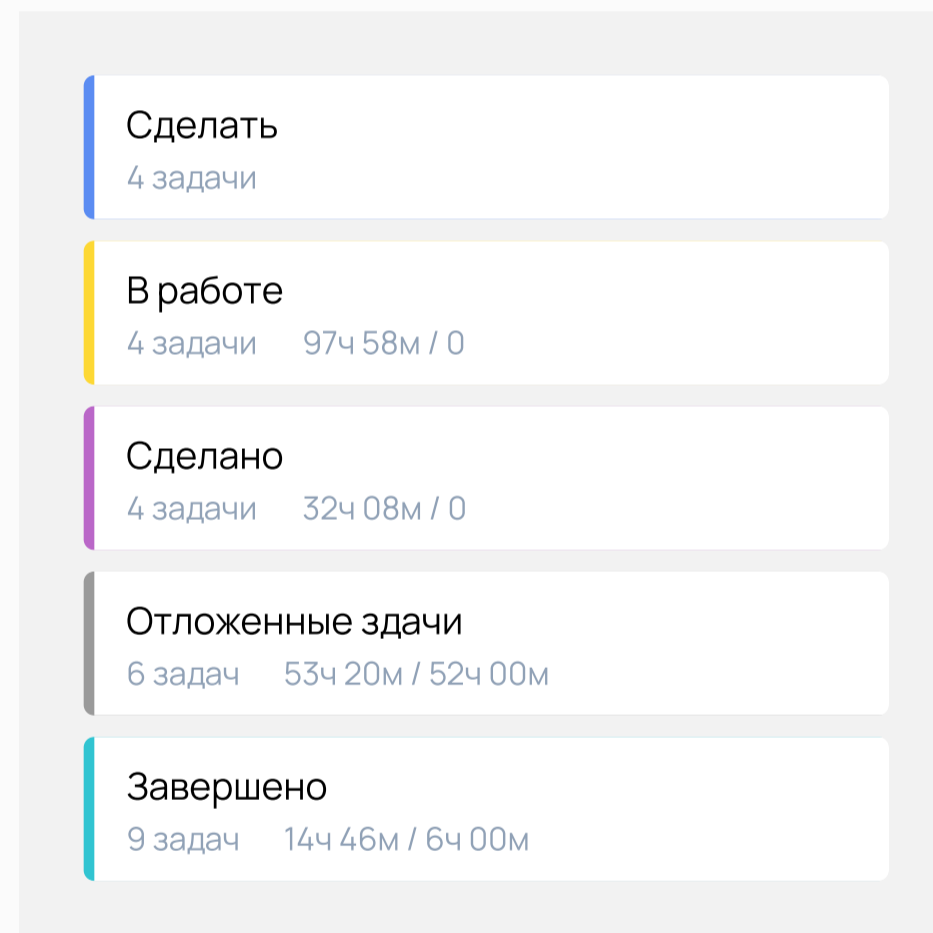 Сделать
4 задачи
В работе
4 задачи 97ч 58м / 0
Сделано
4 задачи 32ч 08м / 0
Отложенные здачи
6 задач 53ч 20м / 52ч 00м
Завершено
9 задач 14ч 46м / 6ч 00м